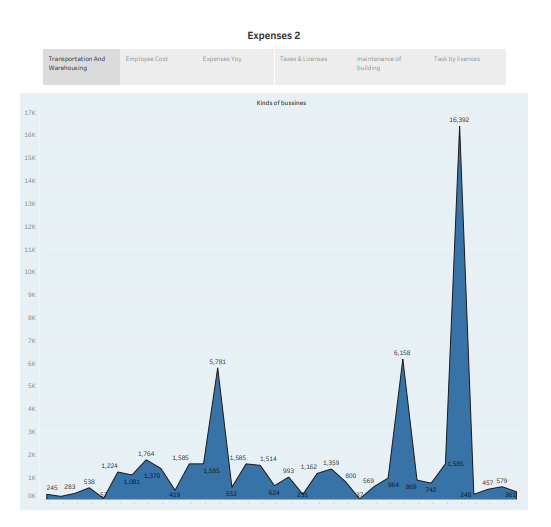 Expenses 2
Transportation And
Warehousing
Employee Cost
Expenses Yoy
Taxes & Licenses
maintenance of
building
Task by lisences
Kinds of bussines
17K
16K
15K
14K
13K
12K
11K
10K
9K
8K
7K
6K
5K
4K
3K
2K
1K
0K
245
283
538
1,224
1,081
1,764
1,370
419
1,585
1,585
5,781
552
1,585
1,514
624
993
1,162
1,359
800
569
964
6,158
869
742
1,585
16,392
248
457
579
361